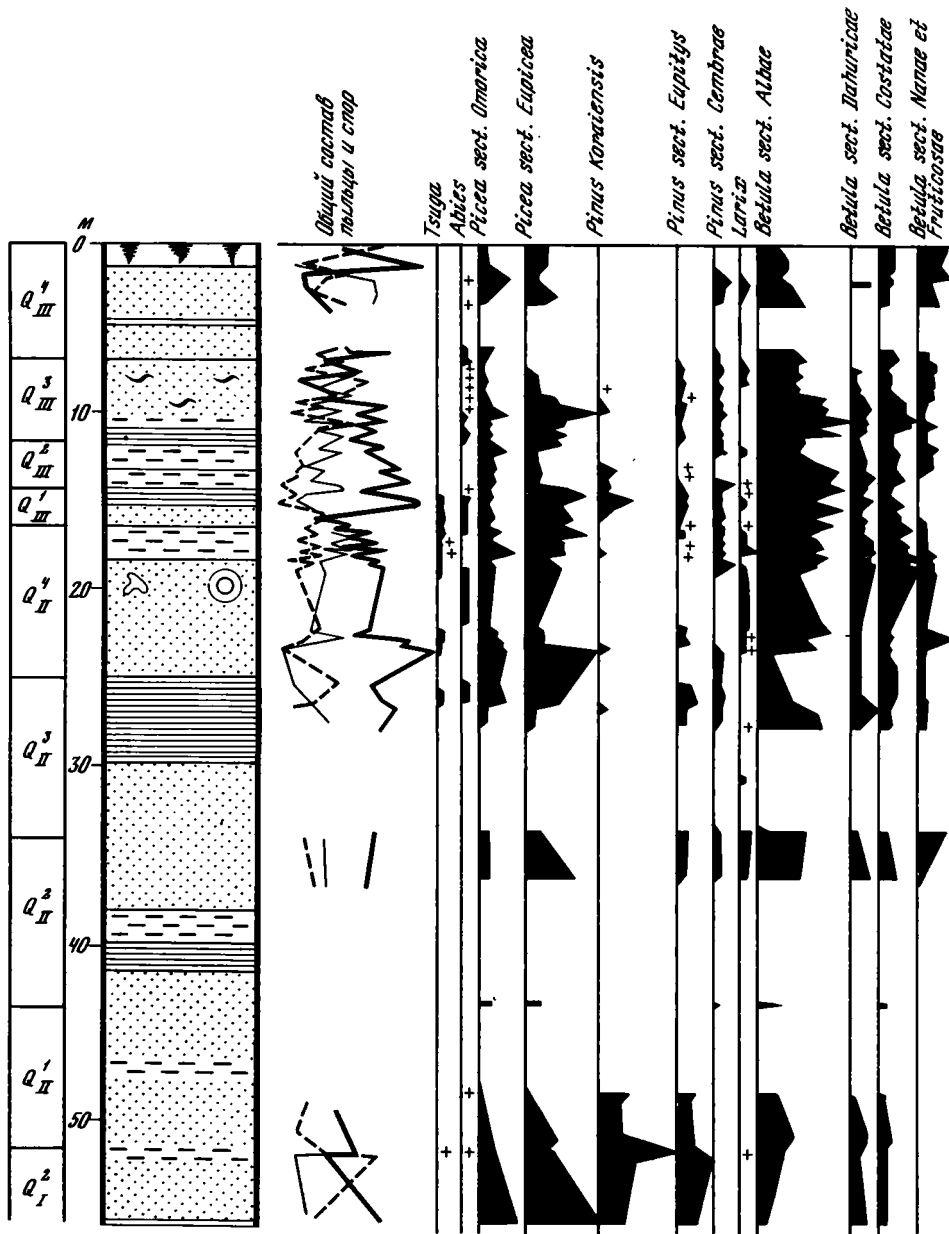 Общий состав
пыльцы и спор
Tsuga
Abies
Picea sect. Omorica
Picea sect. Eupicea
Pinus Koraiensis
Pinus sect. Eupitys
Pinus sect. Cembrae
Larix
Betula sect. Albae
Betula sect. Dahuricae
Betula sect. Costatae
Betula sect. Nanae et
Fruticosae
м
0
10
20
30
40
50
Q⁴III
Q³III
Q²III
Q¹III
Q⁴II
Q³II
Q²II
Q¹II
Q²I